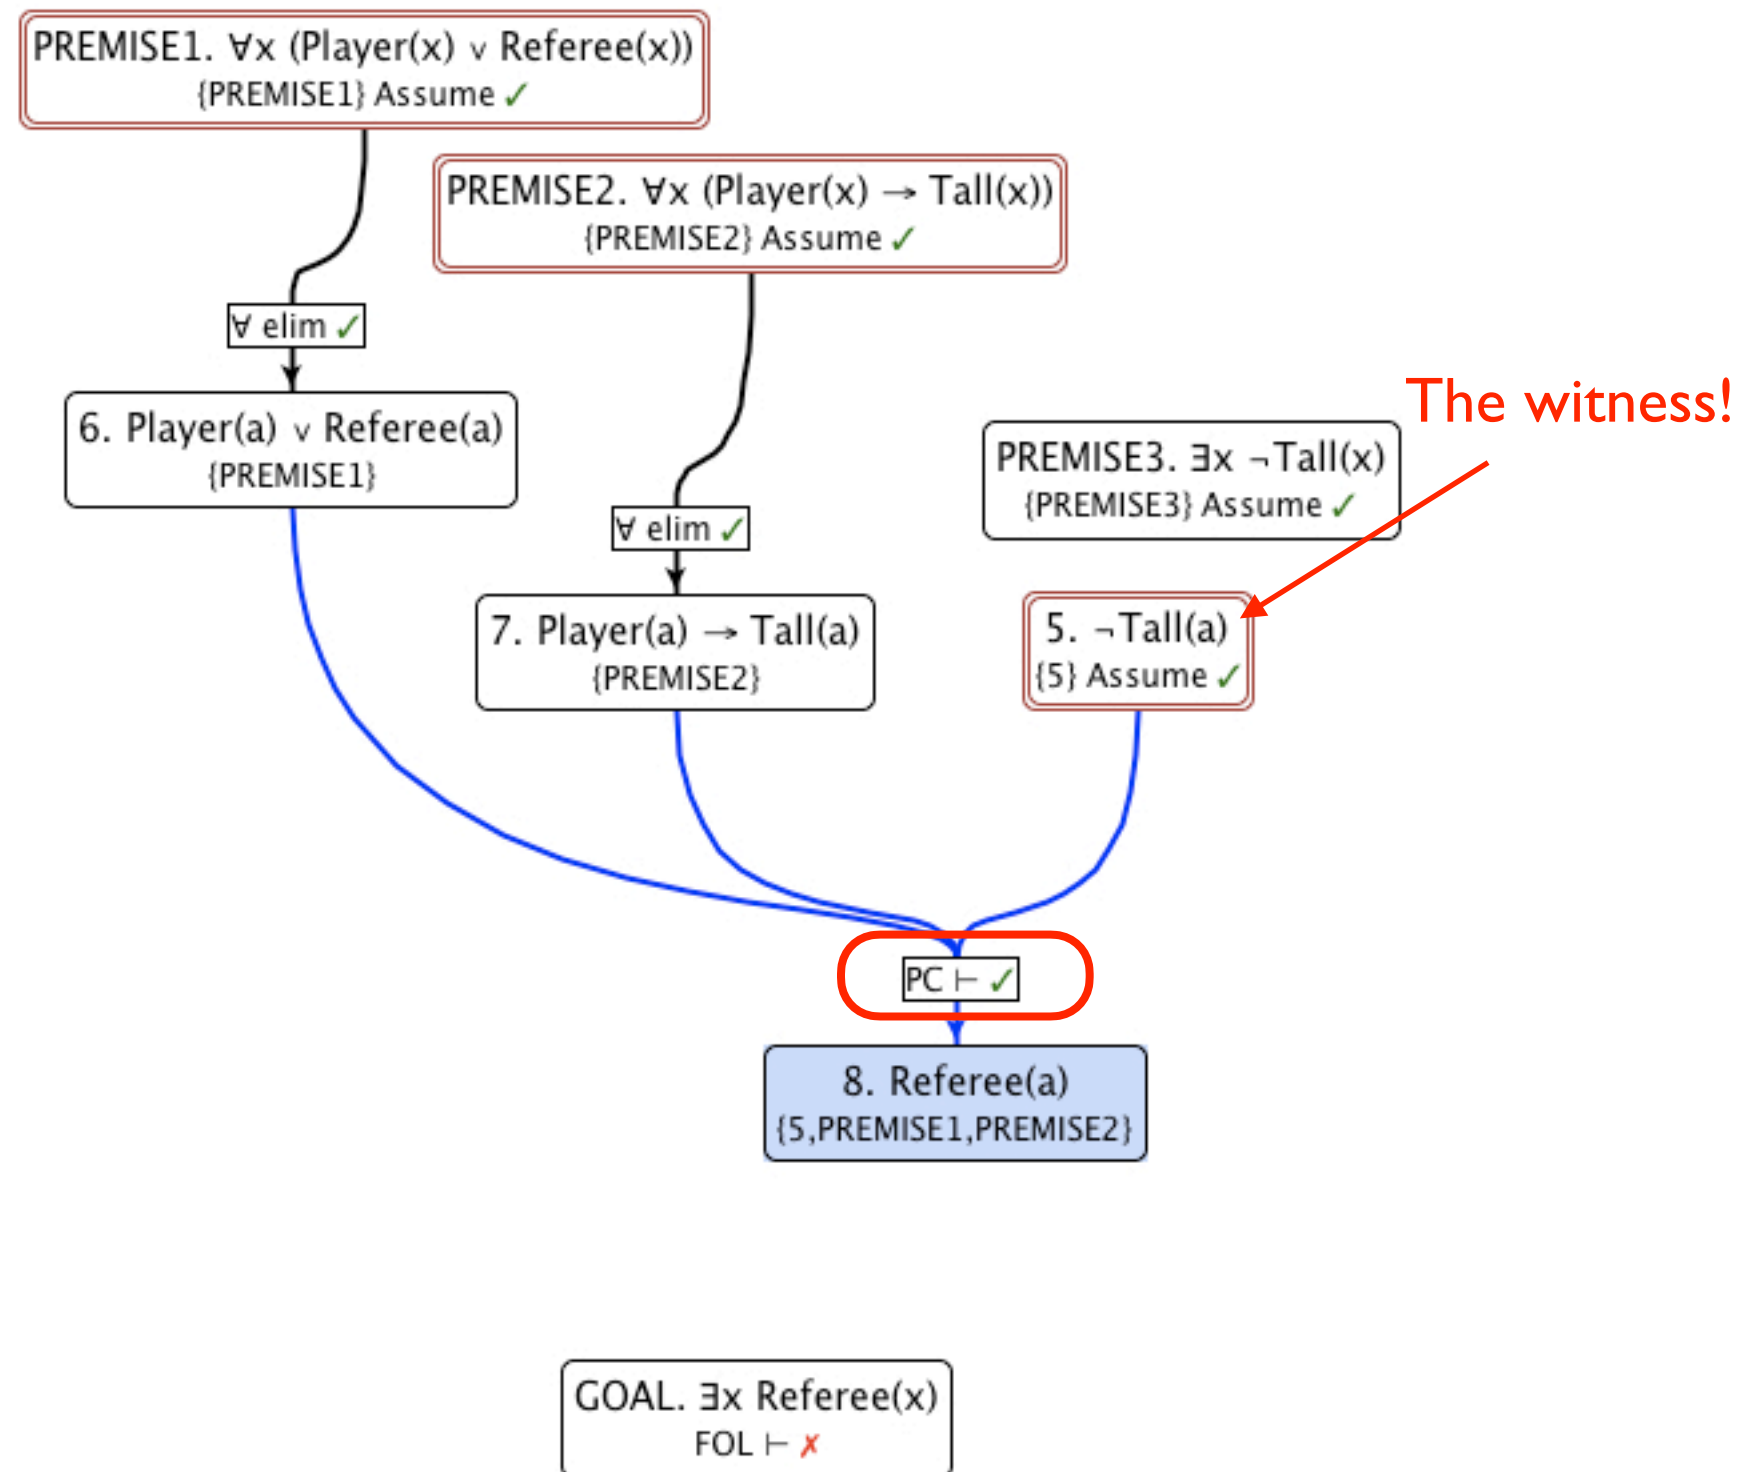 PREMISE1. ∀x (Player(x) ∨ Referee(x))
{PREMISE1} Assume ✓
PREMISE2. ∀x (Player(x) → Tall(x))
{PREMISE2} Assume ✓
∀ elim ✓
The witness!
6. Player(a) ∨ Referee(a)
{PREMISE1}
PREMISE3. ∃x ¬Tall(x)
{PREMISE3} Assume ✓
∀ elim ✓
7. Player(a) → Tall(a)
{PREMISE2}
5. ¬Tall(a)
{5} Assume ✓
PC ⊢ ✓
8. Referee(a)
{5,PREMISE1,PREMISE2}
GOAL. ∃x Referee(x)
FOL ⊢ ✗